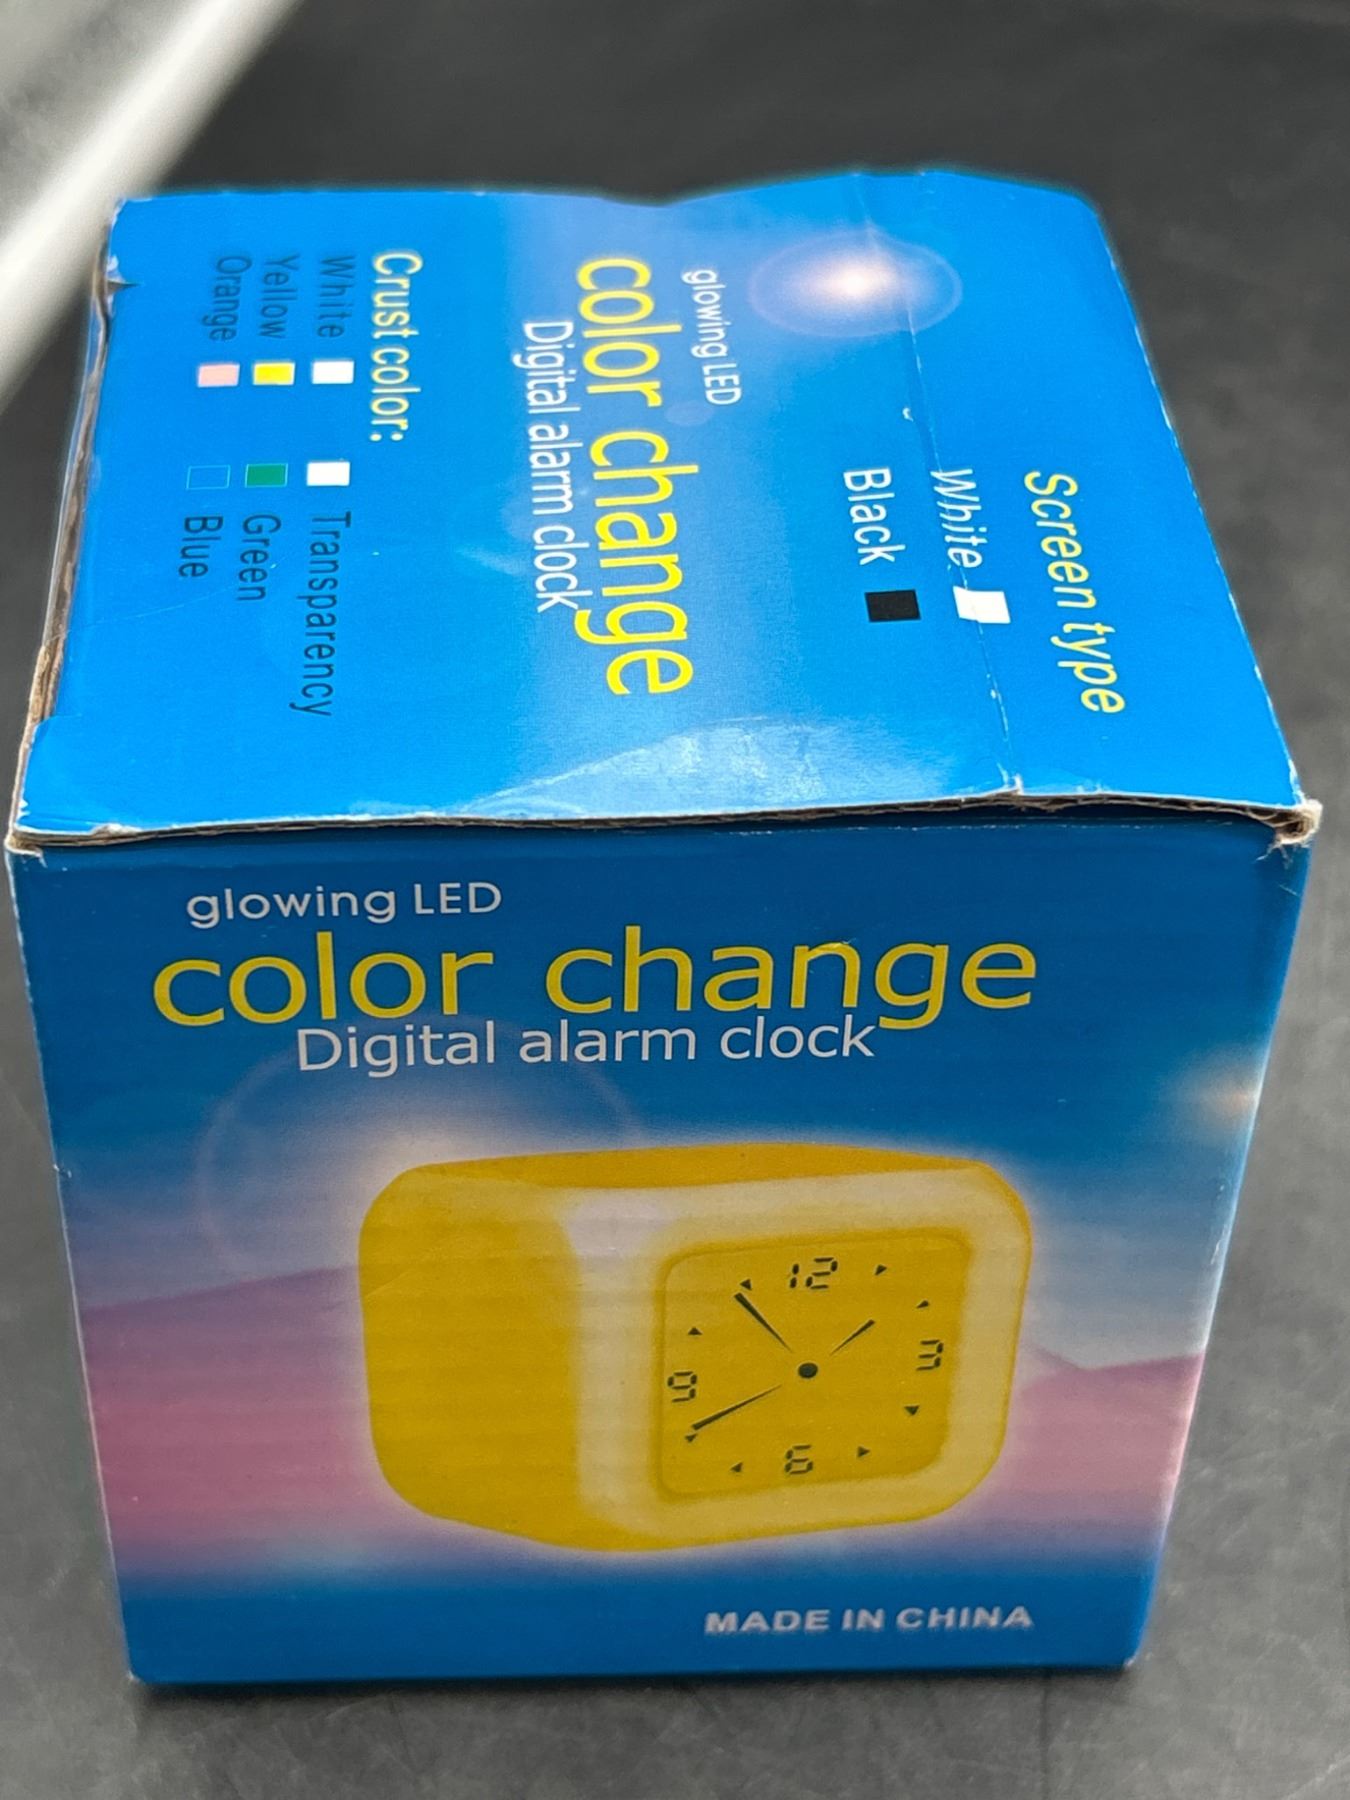 Screen type
White
Black
glowing LED
color change
Digital alarm clock
Crust color:
White Transparency
Yellow Green
Orange Blue
glowing LED
color change
Digital alarm clock
12
3
6
9
MADE IN CHINA